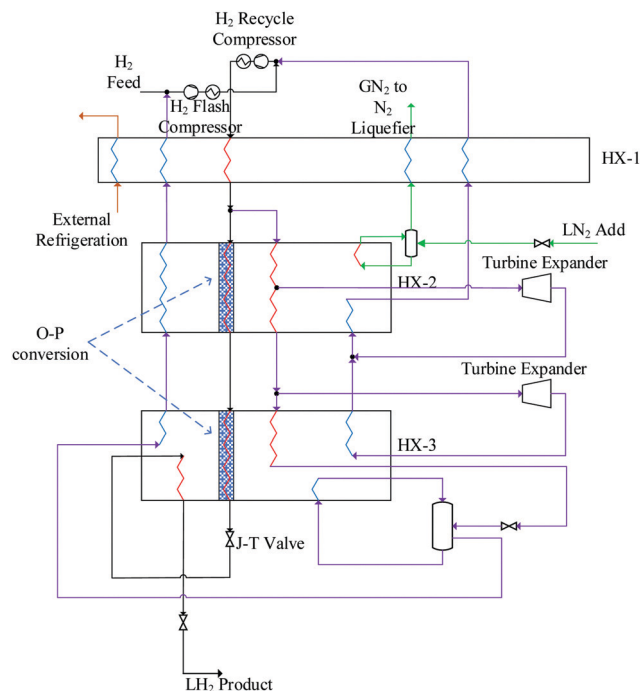 H₂ Recycle
Compressor
H₂
Feed
H₂ Flash
Compressor
GN₂ to
N₂
Liquefier
HX-1
External
Refrigeration
LN₂ Add
HX-2
Turbine Expander
O-P
conversion
Turbine Expander
HX-3
J-T Valve
LH₂ Product